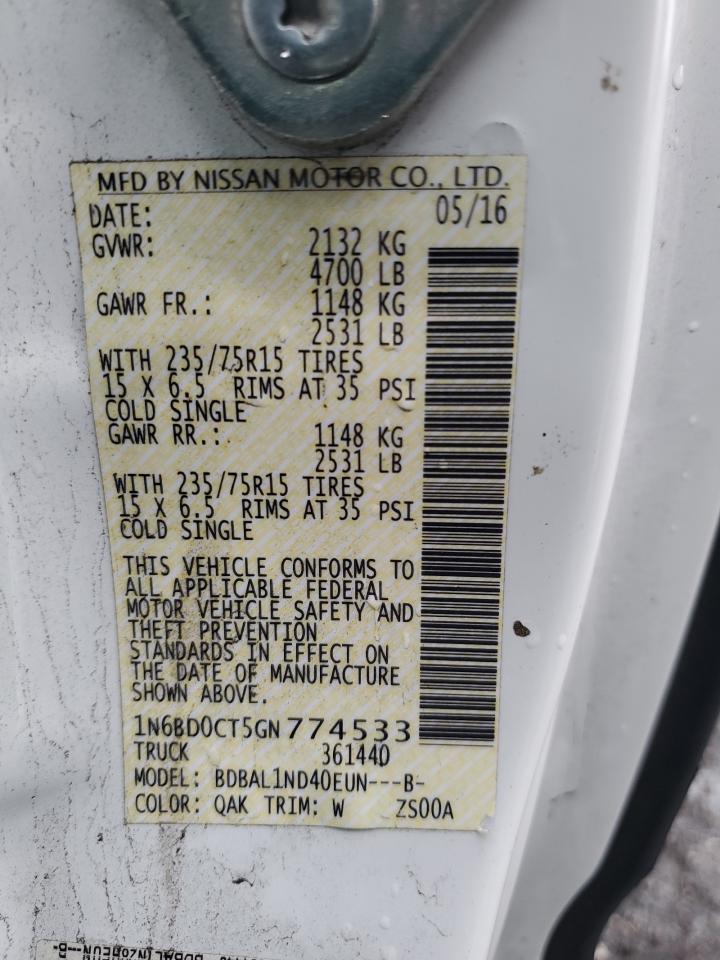 MFD BY NISSAN MOTOR CO., LTD.
DATE: 05/16
GVWR: 2132 KG
4700 LB
GAWR FR.: 1148 KG
2531 LB
WITH 235/75R15 TIRES
15 X 6.5 RIMS AT 35 PSI
COLD SINGLE
GAWR RR.: 1148 KG
2531 LB
WITH 235/75R15 TIRES
15 X 6.5 RIMS AT 35 PSI
COLD SINGLE
THIS VEHICLE CONFORMS TO
ALL APPLICABLE FEDERAL
MOTOR VEHICLE SAFETY AND
THEFT PREVENTION
STANDARDS IN EFFECT ON
THE DATE OF MANUFACTURE
SHOWN ABOVE.
1N6BD0CT5GN774533
TRUCK 361440
MODEL: BDBAL1ND40EUN---B-
COLOR: QAK TRIM: W ZS00A